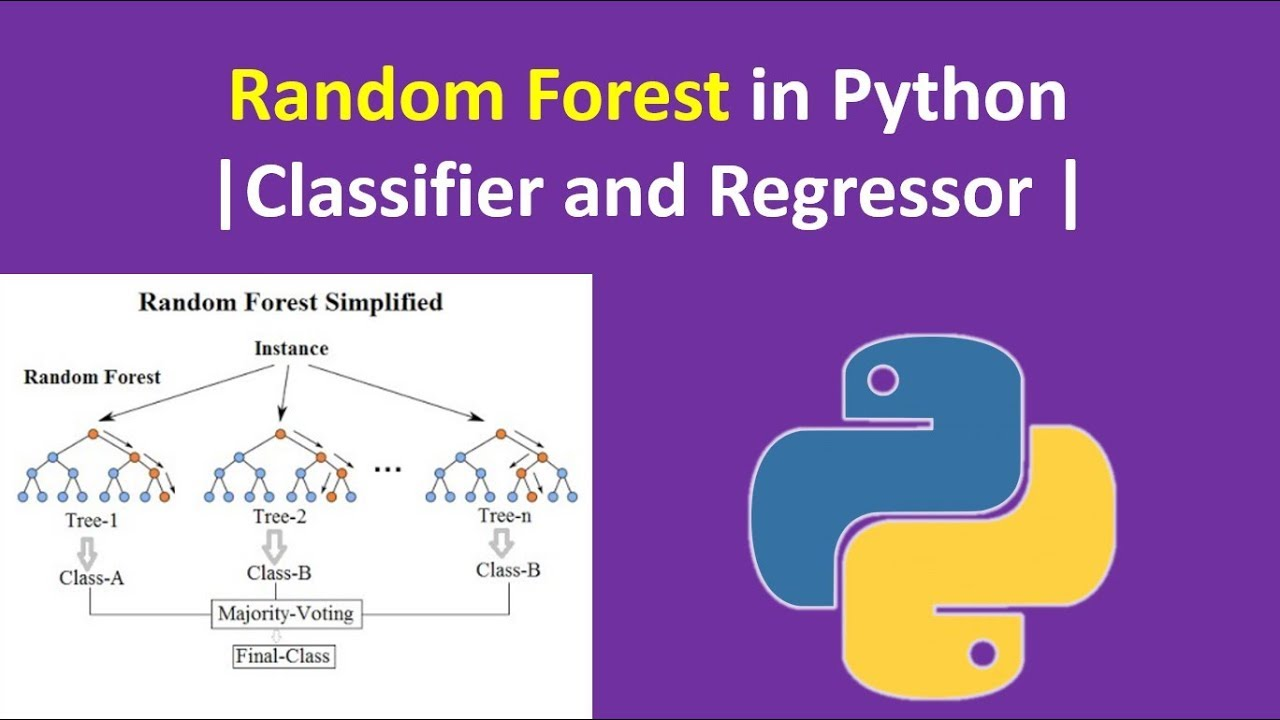 Random Forest in Python
|Classifier and Regressor |
Random Forest Simplified
Instance
Random Forest
...
Tree-1
Tree-2
Tree-n
Class-A
Class-B
Class-B
Majority-Voting
Final-Class